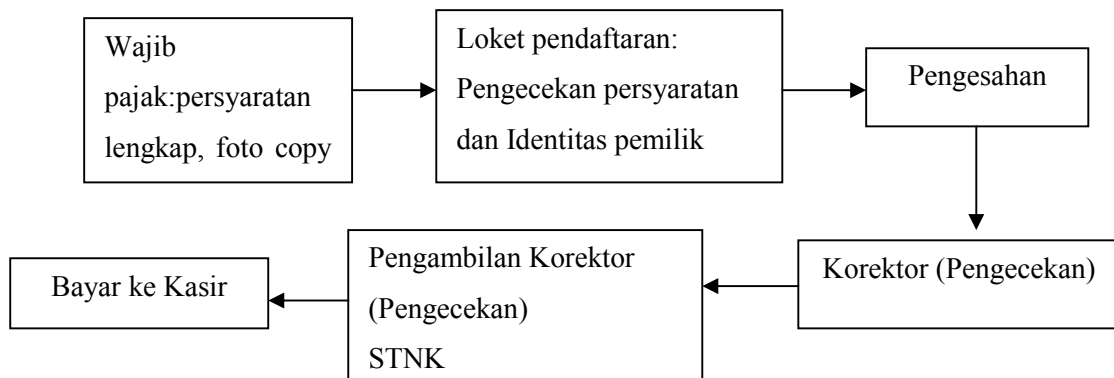 Wajib
pajak:persyaratan
lengkap, foto copy
Loket pendaftaran:
Pengecekan persyaratan
dan Identitas pemilik
Pengesahan
Korektor (Pengecekan)
Pengambilan Korektor
(Pengecekan)
STNK
Bayar ke Kasir